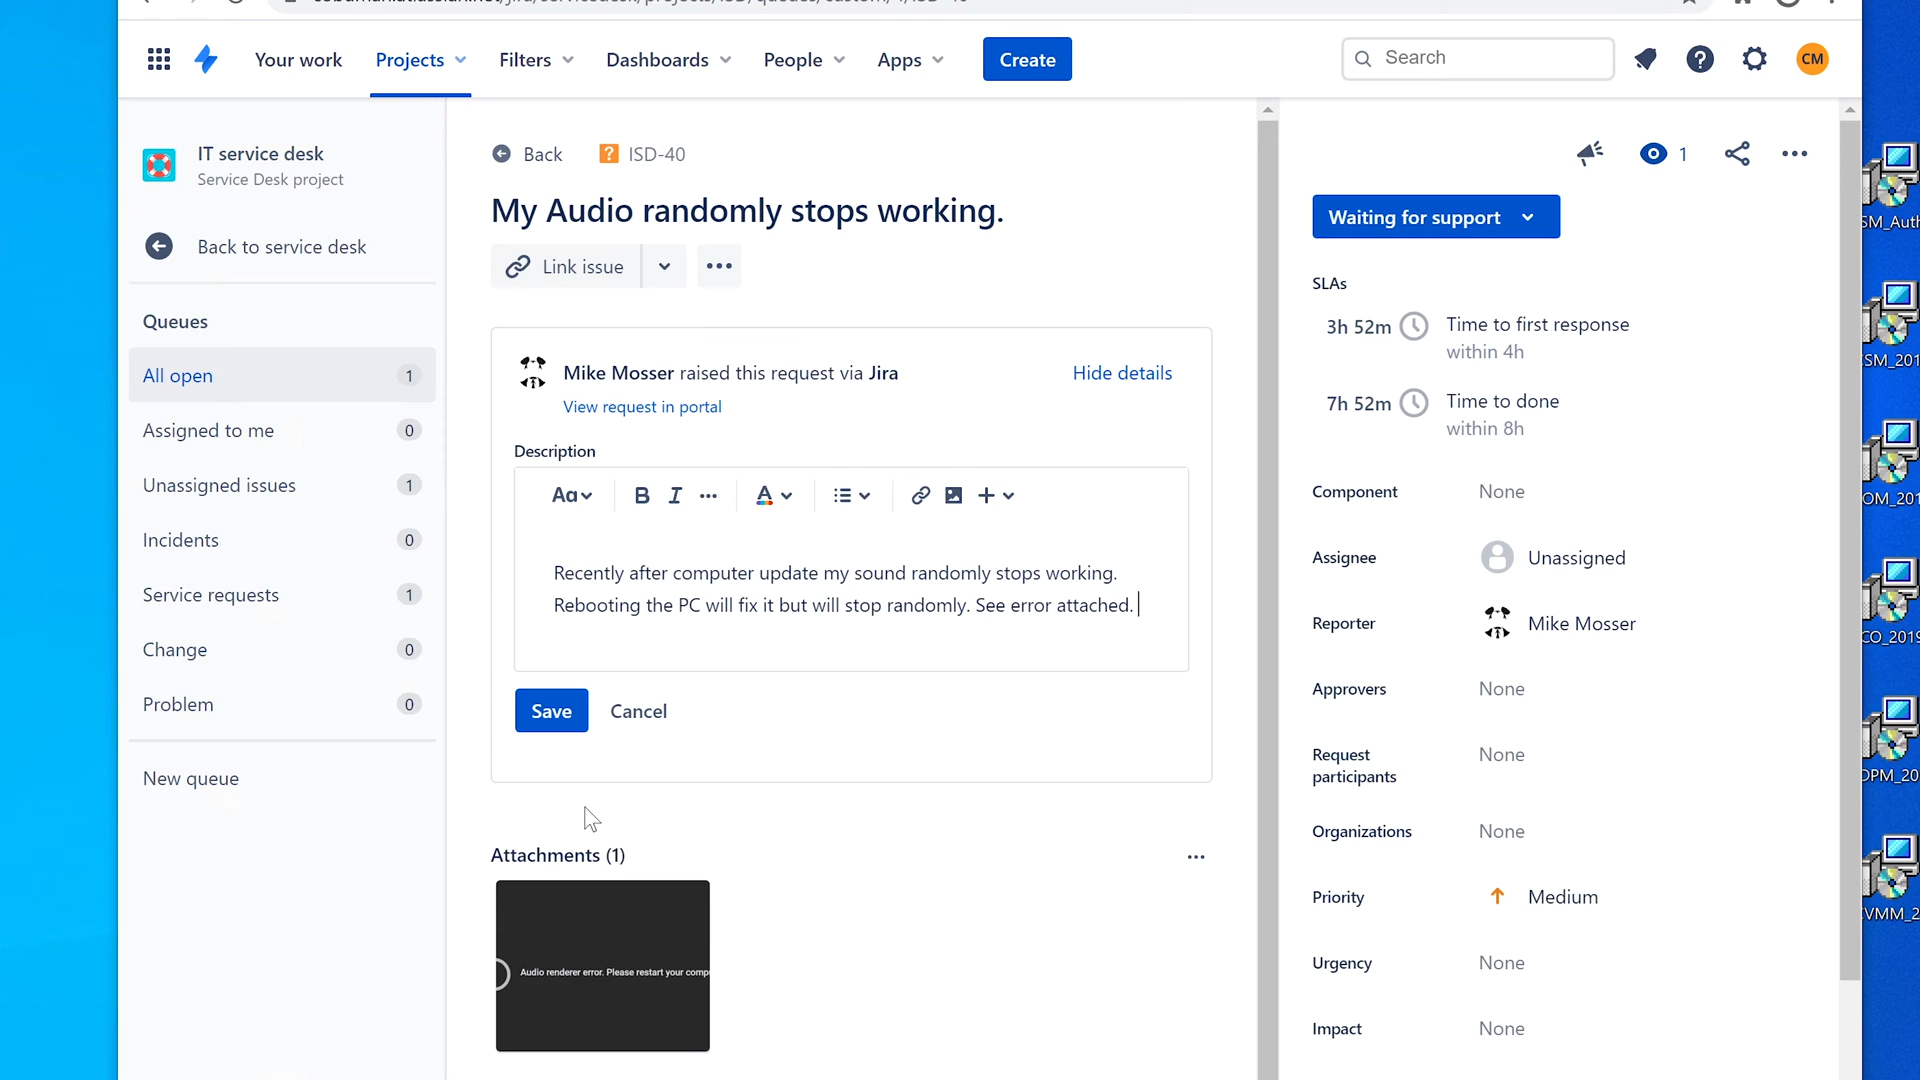 Your work
Projects
Filters
Dashboards
People
Apps
Create
Search
CM
IT service desk
Service Desk project
Back to service desk
Queues
All open 1
Assigned to me 0
Unassigned issues 1
Incidents 0
Service requests 1
Change 0
Problem 0
New queue
Back
ISD-40
My Audio randomly stops working.
Link issue
Mike Mosser raised this request via Jira
Hide details
View request in portal
Description
Aa
B
I
A
Recently after computer update my sound randomly stops working.
Rebooting the PC will fix it but will stop randomly. See error attached.
Save
Cancel
Attachments (1)
Audio renderer error. Please restart your comp
1
Waiting for support
SLAs
3h 52m
Time to first response
within 4h
7h 52m
Time to done
within 8h
Component
None
Assignee
Unassigned
Reporter
Mike Mosser
Approvers
None
Request
participants
None
Organizations
None
Priority
Medium
Urgency
None
Impact
None